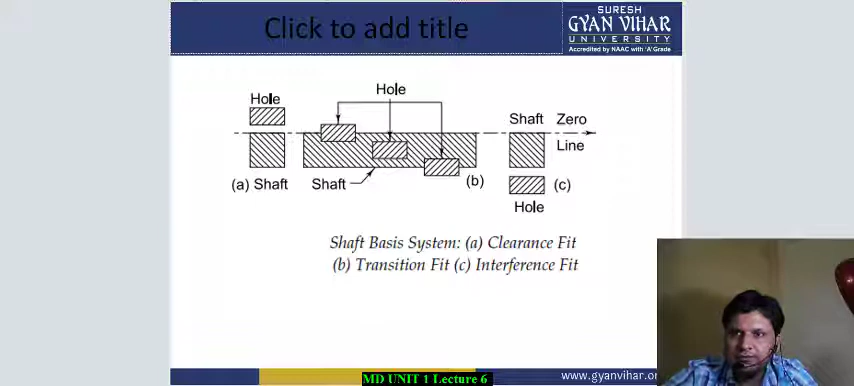 Click to add title
SURESH
GYAN VIHAR
UNIVERSITY
Accredited by NAAC with 'A' Grade
Hole
Hole
Shaft Zero
Line
(a) Shaft
Shaft
(b)
(c)
Hole
Shaft Basis System: (a) Clearance Fit
(b) Transition Fit (c) Interference Fit
MD UNIT 1 Lecture 6
www.gyanvihar.or